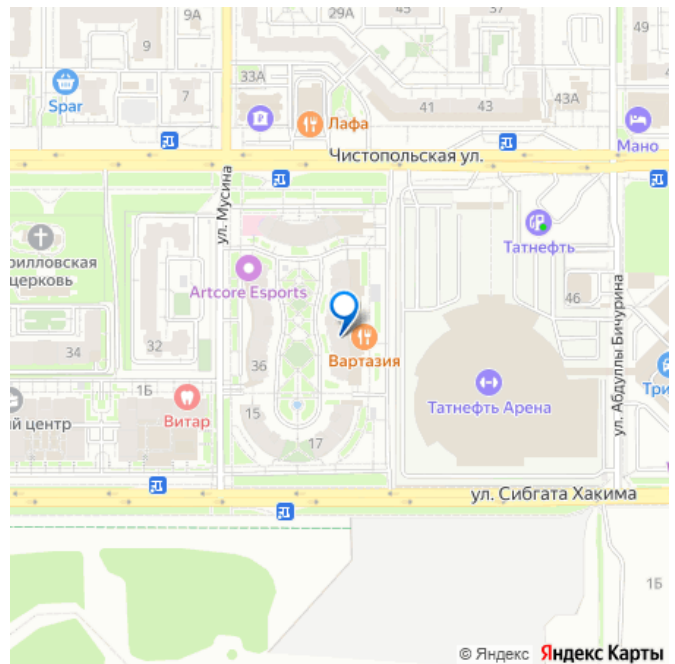 9А
29А
49
9
33А
Spar
7
41
43
43А
Лафа
Мано
Чистопольская ул.
ул. Мусина
Татнефть
рилловская
церковь
Artcore Esports
46
ул. Абдуллы Бичурина
34
32
36
Вартазия
1Б
Три
Витар
15
Татнефть Арена
й центр
17
ул. Сибгата Хакима
1Б
© Яндекс Яндекс Карты